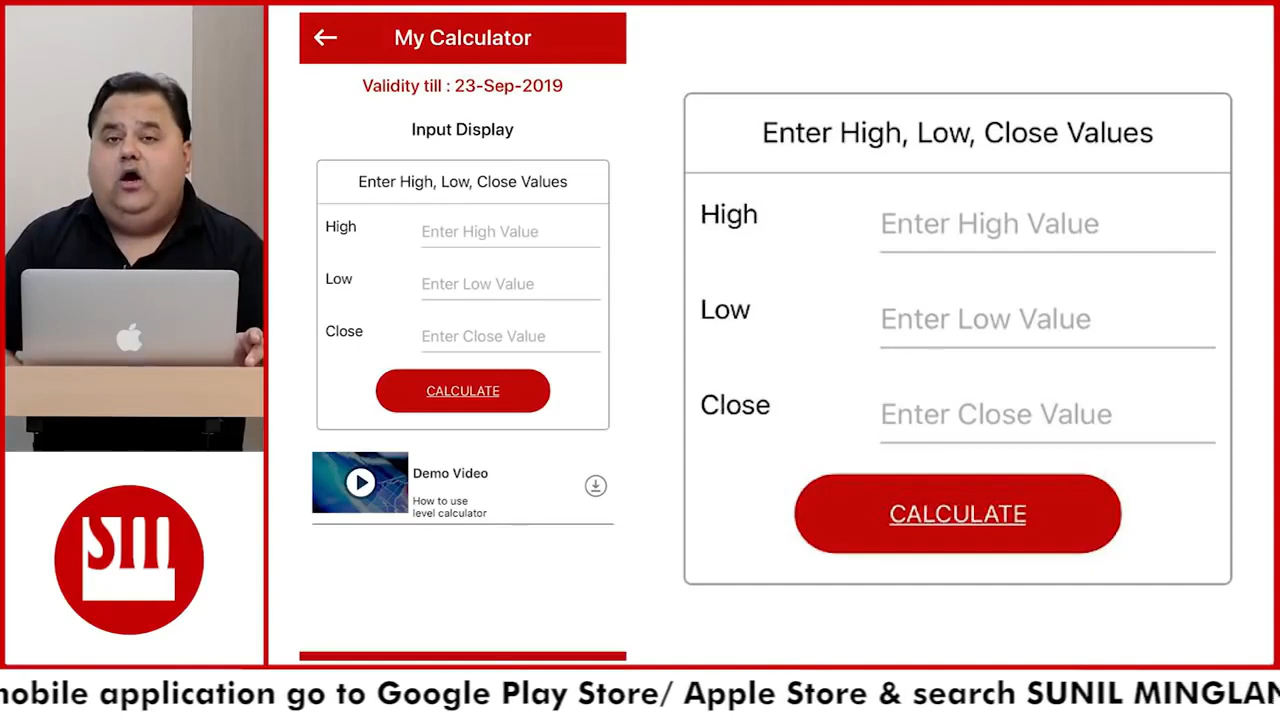 My Calculator
Validity till : 23-Sep-2019
Input Display
Enter High, Low, Close Values
High
Enter High Value
Low
Enter Low Value
Close
Enter Close Value
CALCULATE
Demo Video
How to use
level calculator
Enter High, Low, Close Values
High
Enter High Value
Low
Enter Low Value
Close
Enter Close Value
CALCULATE
SM
mobile application go to Google Play Store/ Apple Store & search SUNIL MINGLAN